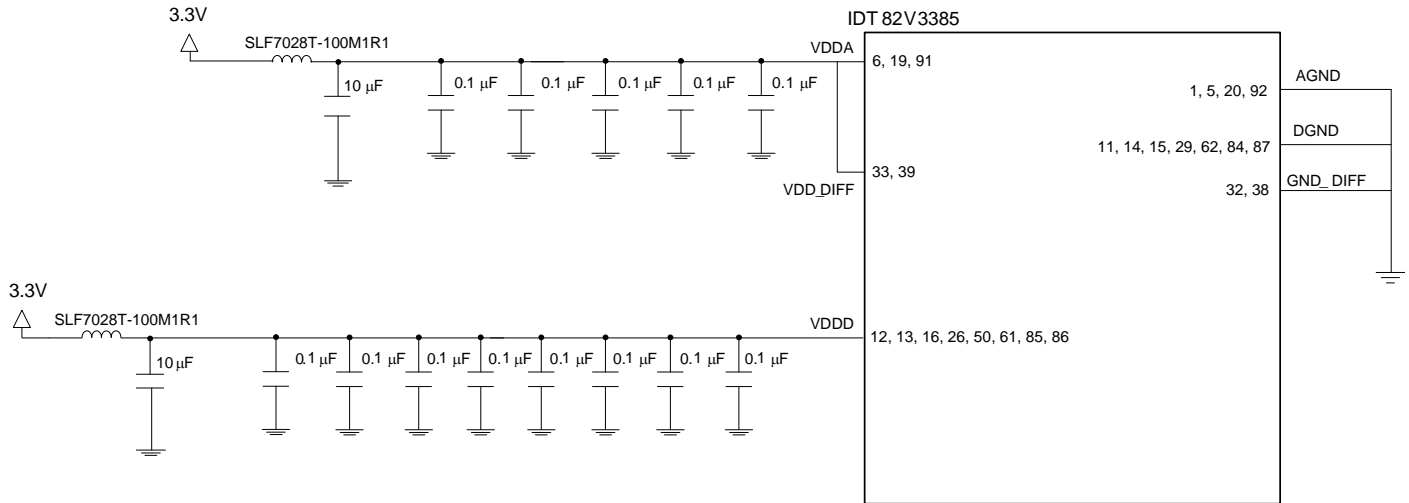 3.3V
IDT 82V3385
SLF7028T-100M1R1
VDDA
6, 19, 91
10 µF
0.1 µF
0.1 µF
0.1 µF
0.1 µF
0.1 µF
AGND
1, 5, 20, 92
DGND
11, 14, 15, 29, 62, 84, 87
33, 39
VDD_DIFF
GND_DIFF
32, 38
3.3V
SLF7028T-100M1R1
VDDD
12, 13, 16, 26, 50, 61, 85, 86
10 µF
0.1 µF
0.1 µF
0.1 µF
0.1 µF
0.1 µF
0.1 µF
0.1 µF
0.1 µF